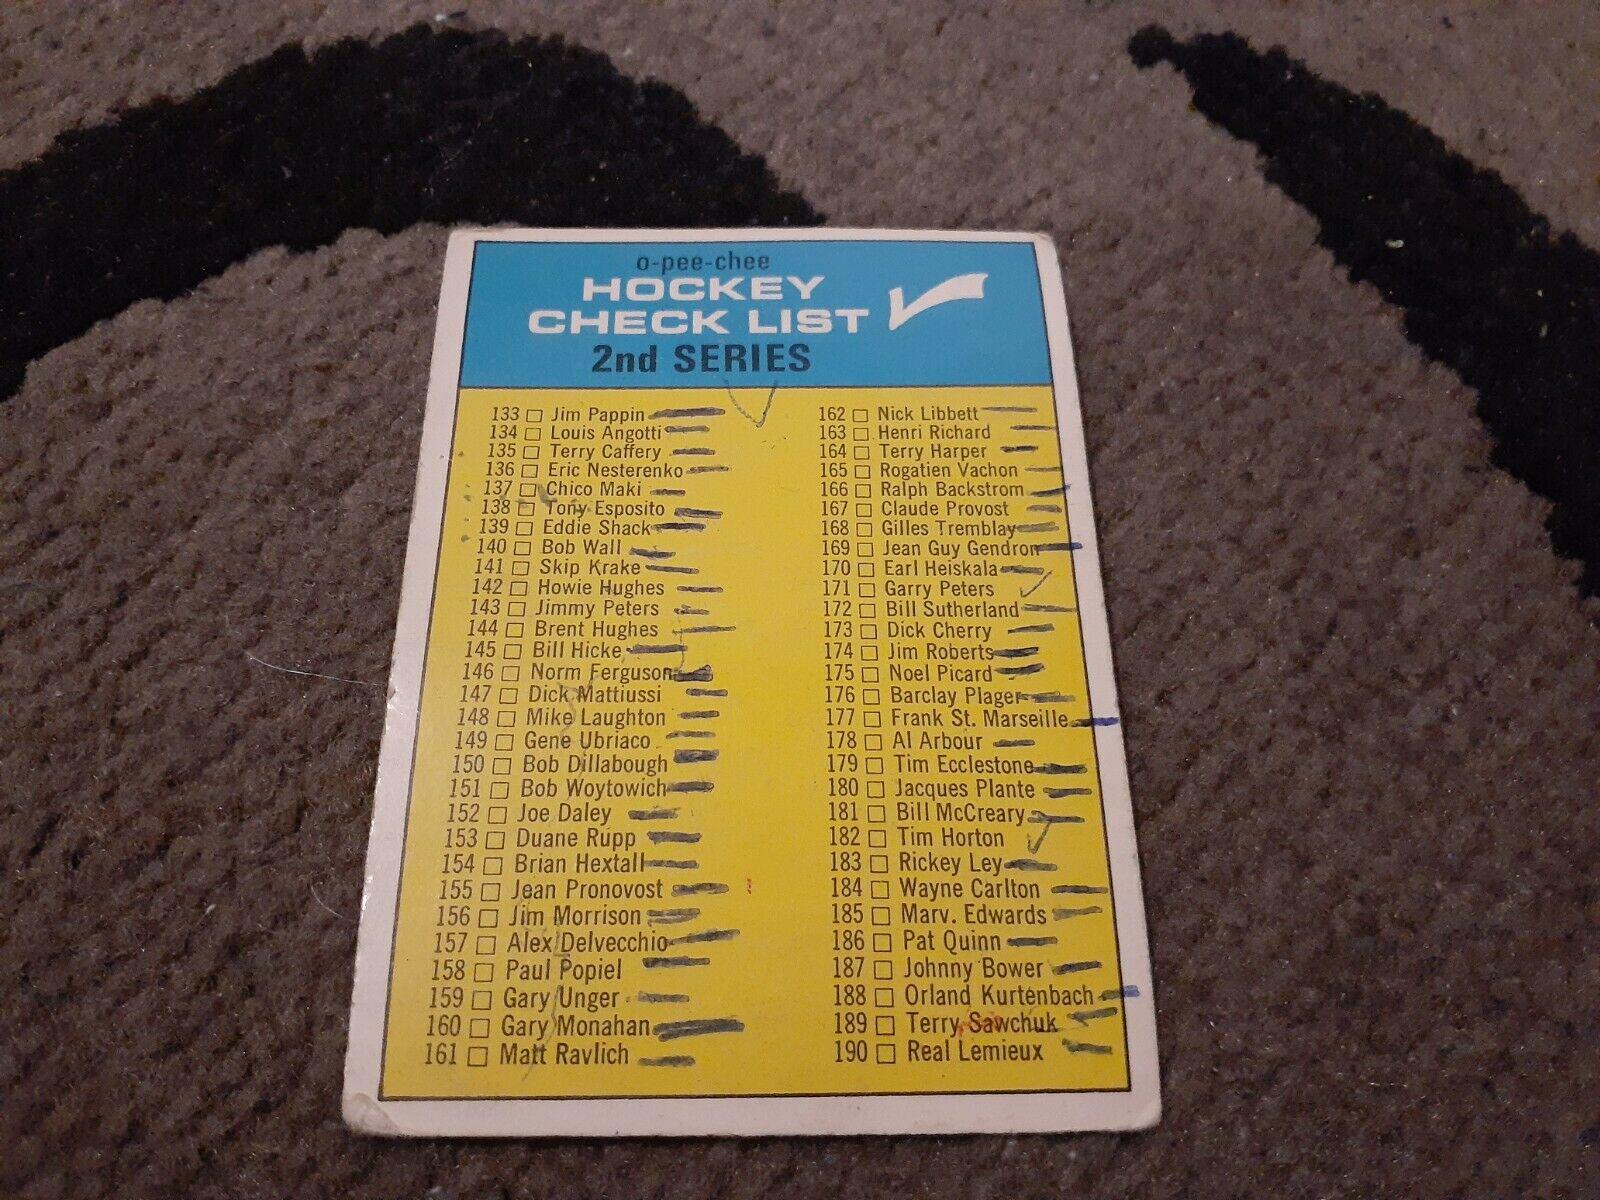 o-pee-chee
HOCKEY
CHECK LIST
2nd SERIES
133 Jim Pappin
134 Louis Angotti
135 Terry Caffery
136 Eric Nesterenko
137 Chico Maki
138 Tony Esposito
139 Eddie Shack
140 Bob Wall
141 Skip Krake
142 Howie Hughes
143 Jimmy Peters
144 Brent Hughes
145 Bill Hicke
146 Norm Ferguson
147 Dick Mattiussi
148 Mike Laughton
149 Gene Ubriaco
150 Bob Dillabough
151 Bob Woytowich
152 Joe Daley
153 Duane Rupp
154 Brian Hextall
155 Jean Pronovost
156 Jim Morrison
157 Alex Delvecchio
158 Paul Popiel
159 Gary Unger
160 Gary Monahan
161 Matt Ravlich
162 Nick Libbett
163 Henri Richard
164 Terry Harper
165 Rogatien Vachon
166 Ralph Backstrom
167 Claude Provost
168 Gilles Tremblay
169 Jean Guy Gendron
170 Earl Heiskala
171 Garry Peters
172 Bill Sutherland
173 Dick Cherry
174 Jim Roberts
175 Noel Picard
176 Barclay Plager
177 Frank St. Marseille
178 Al Arbour
179 Tim Ecclestone
180 Jacques Plante
181 Bill McCreary
182 Tim Horton
183 Rickey Ley
184 Wayne Carlton
185 Marv. Edwards
186 Pat Quinn
187 Johnny Bower
188 Orland Kurtenbach
189 Terry Sawchuk
190 Real Lemieux